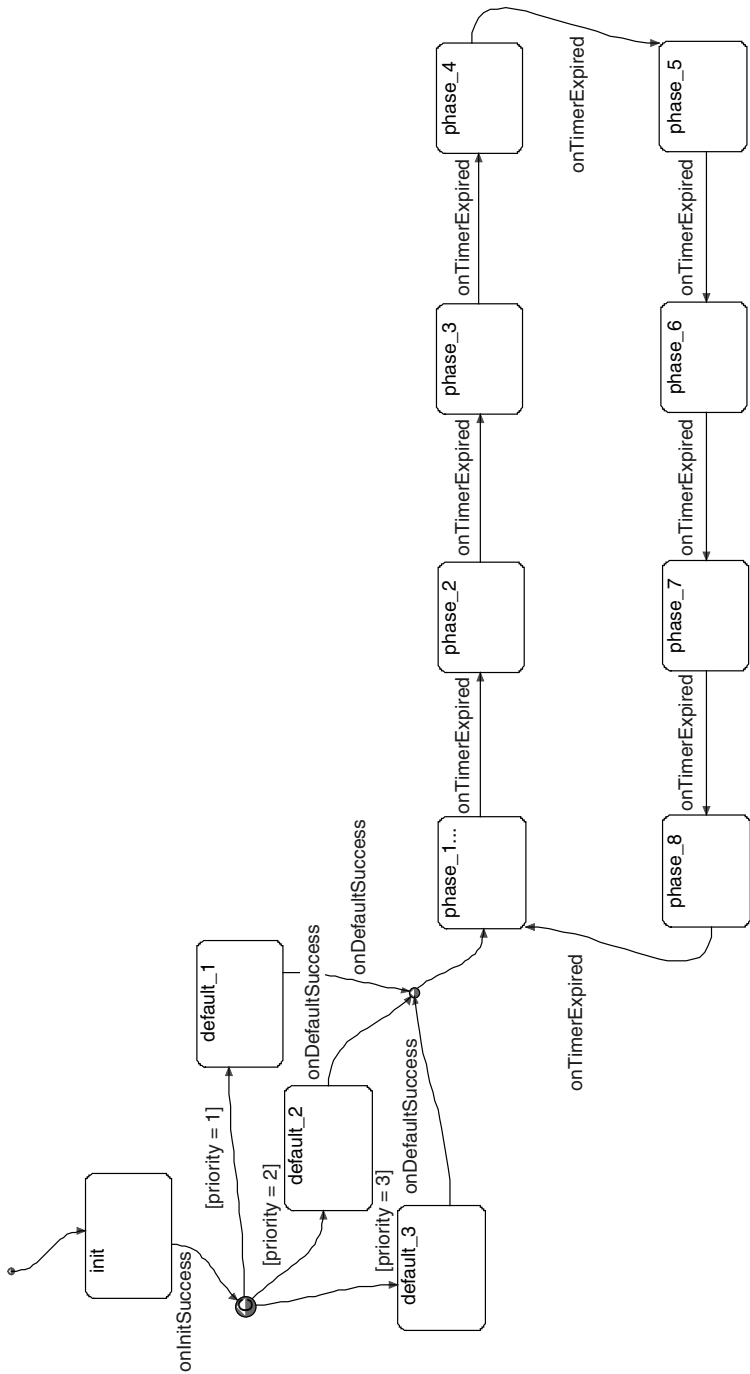 init
onInitSuccess
[priority = 1]
default_1
onDefaultSuccess
[priority = 2]
default_2
onDefaultSuccess
[priority = 3]
default_3
onDefaultSuccess
phase_1...
onTimerExpired
phase_2
onTimerExpired
phase_3
onTimerExpired
phase_4
onTimerExpired
phase_5
onTimerExpired
phase_6
onTimerExpired
phase_7
onTimerExpired
phase_8
onTimerExpired